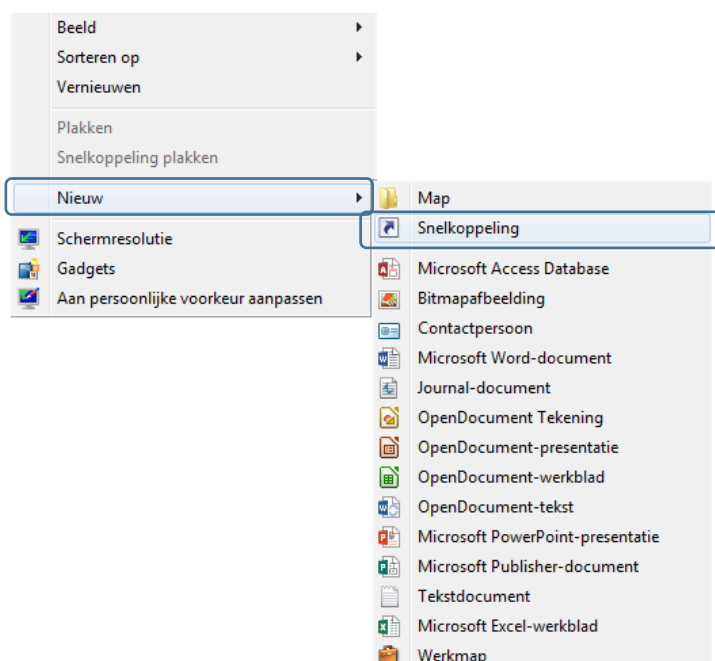 Beeld
Sorteren op
Vernieuwen
Plakken
Snelkoppeling plakken
Nieuw
Schermresolutie
Gadgets
Aan persoonlijke voorkeur aanpassen
Map
Snelkoppeling
Microsoft Access Database
Bitmapafbeelding
Contactpersoon
Microsoft Word-document
Journal-document
OpenDocument Tekening
OpenDocument-presentatie
OpenDocument-werkblad
OpenDocument-tekst
Microsoft PowerPoint-presentatie
Microsoft Publisher-document
Tekstdocument
Microsoft Excel-werkblad
Werkmap